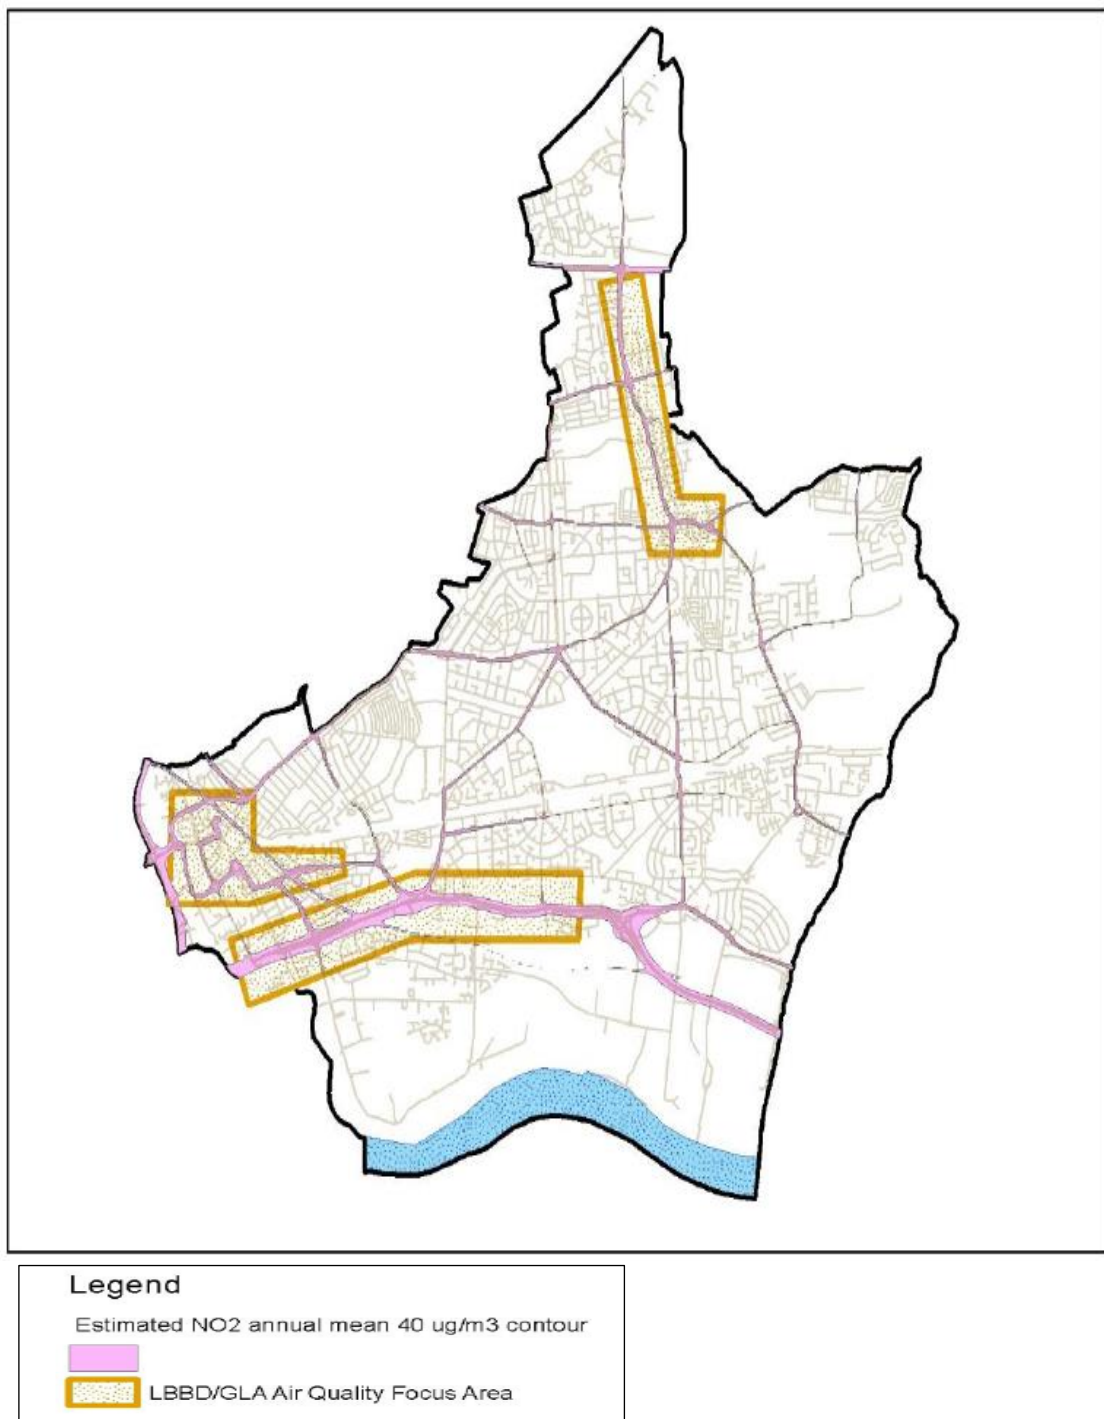 Legend
Estimated NO2 annual mean 40 ug/m3 contour
LBBD/GLA Air Quality Focus Area